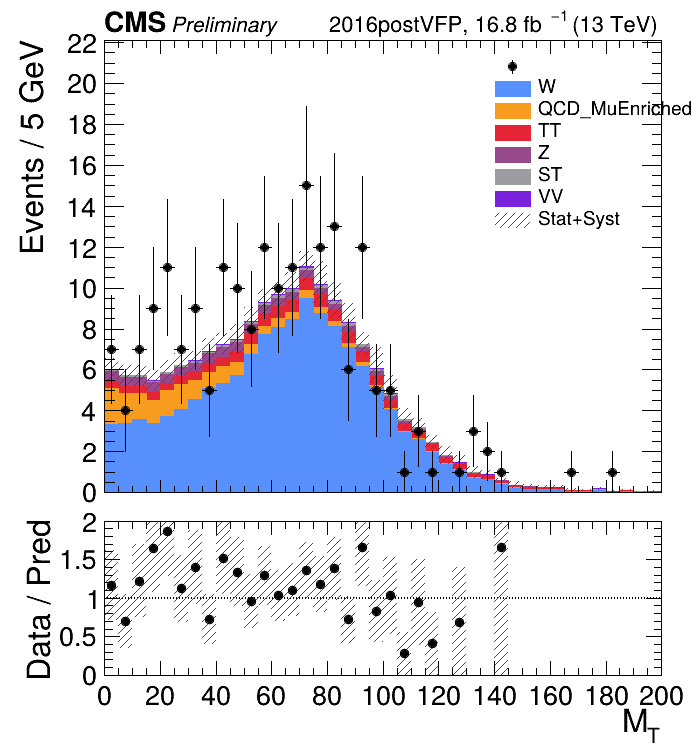 CMS Preliminary 2016postVFP, 16.8 fb⁻¹ (13 TeV)
Events / 5 GeV
22
20
18
16
14
12
10
8
6
4
2
0
W
QCD_MuEnriched
TT
Z
ST
VV
Stat+Syst
Data / Pred
2
1.5
1
0.5
0
0 20 40 60 80 100 120 140 160 180 200
M_T